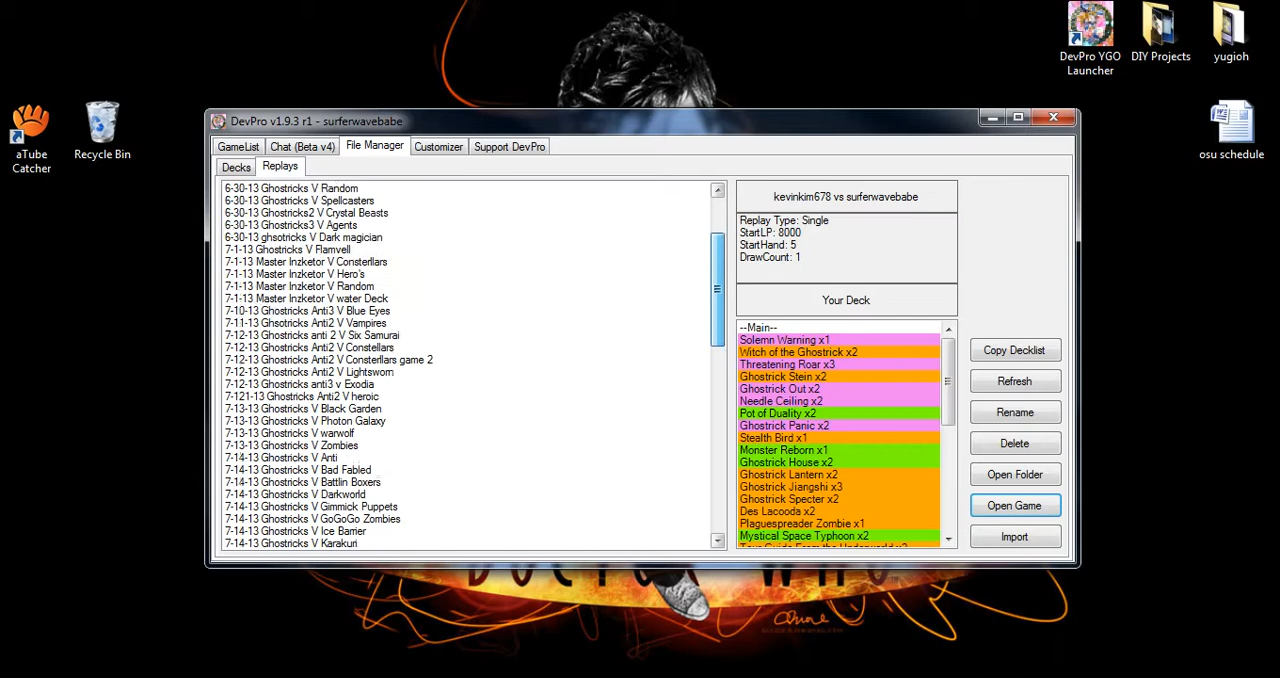 DevPro YGO Launcher
DIY Projects
yugioh
aTube Catcher
Recycle Bin
osu schedule
DevPro v1.9.3 r1 - surferwavebabe
GameList
Chat (Beta v4)
File Manager
Customizer
Support DevPro
Decks
Replays
6-30-13 Ghostricks V Random
6-30-13 Ghostricks V Spellcasters
6-30-13 Ghostricks2 V Crystal Beasts
6-30-13 Ghostricks3 V Agents
6-30-13 ghsotricks V Dark magician
7-1-13 Ghostricks V Flamvell
7-1-13 Master Inzketor V Consterllars
7-1-13 Master Inzketor V Hero's
7-1-13 Master Inzketor V Random
7-1-13 Master Inzketor V water Deck
7-10-13 Ghostricks Anti3 V Blue Eyes
7-11-13 Ghostricks Anti2 V Vampires
7-12-13 Ghostricks anti 2 V Six Samurai
7-12-13 Ghostricks Anti2 V Constellars
7-12-13 Ghostricks Anti2 V Consterllars game 2
7-12-13 Ghostricks Anti2 V Lightsworn
7-12-13 Ghostricks anti3 v Exodia
7-121-13 Ghostricks Anti2 V heroic
7-13-13 Ghostricks V Black Garden
7-13-13 Ghostricks V Photon Galaxy
7-13-13 Ghostricks V warwolf
7-13-13 Ghostricks V Zombies
7-14-13 Ghostricks V Anti
7-14-13 Ghostricks V Bad Fabled
7-14-13 Ghostricks V Battlin Boxers
7-14-13 Ghostricks V Darkworld
7-14-13 Ghostricks V Gimmick Puppets
7-14-13 Ghostricks V GoGoGo Zombies
7-14-13 Ghostricks V Ice Barrier
7-14-13 Ghostricks V Karakuri
kevinkim678 vs surferwavebabe
Replay Type: Single
StartLP: 8000
StartHand: 5
DrawCount: 1
Your Deck
--Main--
Solemn Warning x1
Witch of the Ghostrick x2
Threatening Roar x3
Ghostrick Stein x2
Ghostrick Out x2
Needle Ceiling x2
Pot of Duality x2
Ghostrick Panic x2
Stealth Bird x1
Monster Reborn x1
Ghostrick House x2
Ghostrick Lantern x2
Ghostrick Jiangshi x3
Ghostrick Specter x2
Des Lacooda x2
Plaguespreader Zombie x1
Mystical Space Typhoon x2
Tour Guide From the Underworld x2
Copy Decklist
Refresh
Rename
Delete
Open Folder
Open Game
Import
DOCTOR WHO